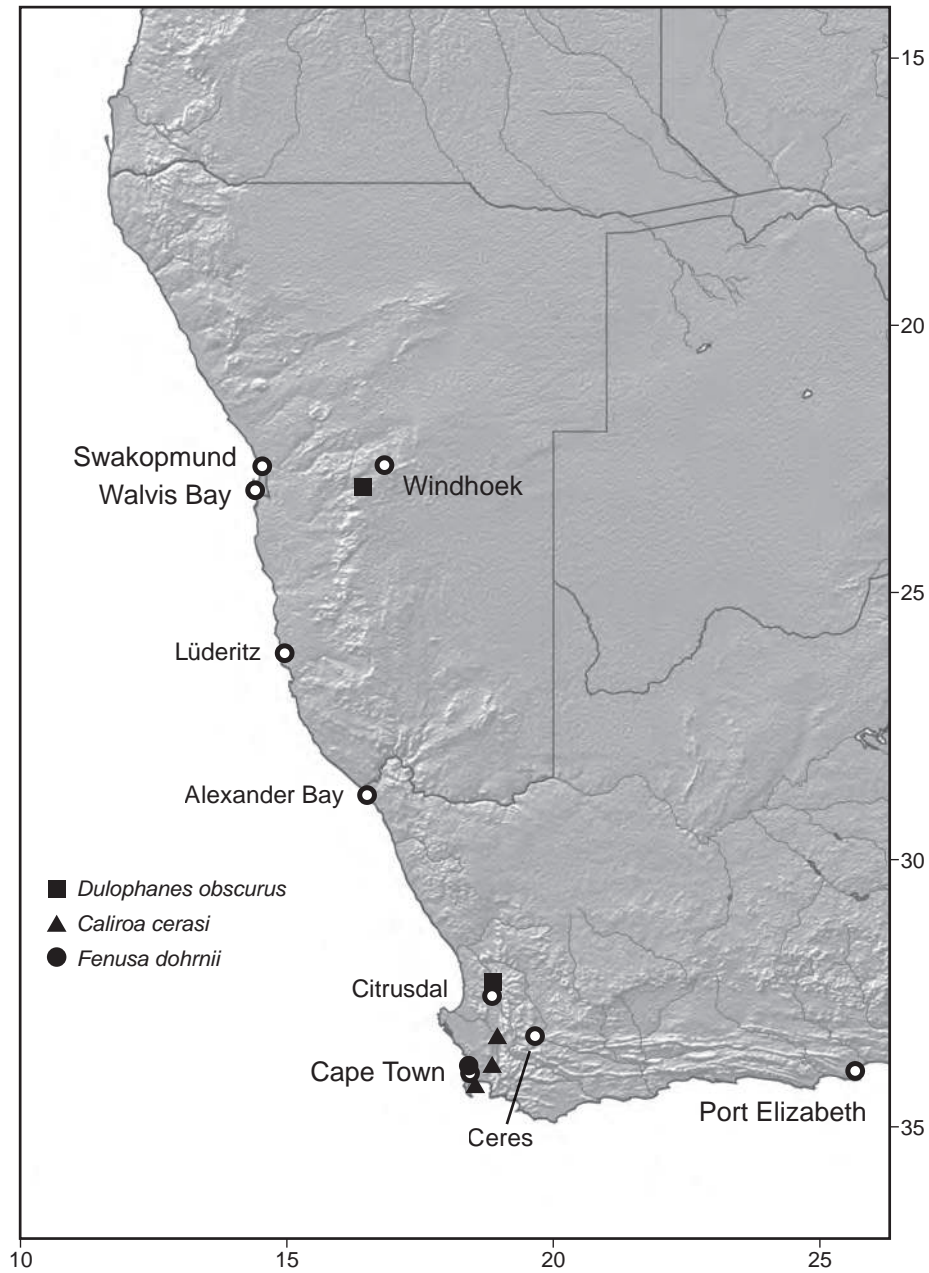 15
20
Swakopmund
Walvis Bay
Windhoek
25
Lüderitz
Alexander Bay
30
Dulophanes obscurus
Caliroa cerasi
Fenusa dohrnii
Citrusdal
Cape Town
Port Elizabeth
Ceres
35
10 15 20 25